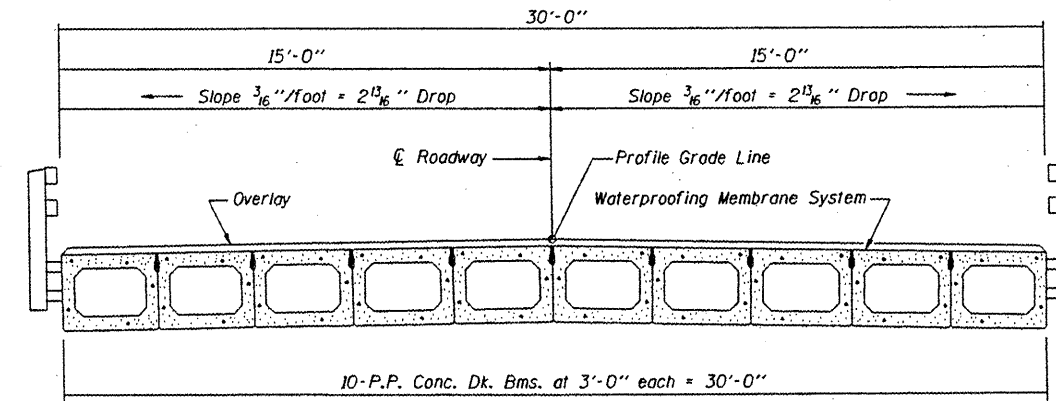 30'-0"
15'-0" 15'-0"
Slope 3/16"/foot = 2 13/16" Drop Slope 3/16"/foot = 2 13/16" Drop
℄ Roadway
Profile Grade Line
Overlay
Waterproofing Membrane System
10-P.P. Conc. Dk. Bms. at 3'-0" each = 30'-0"